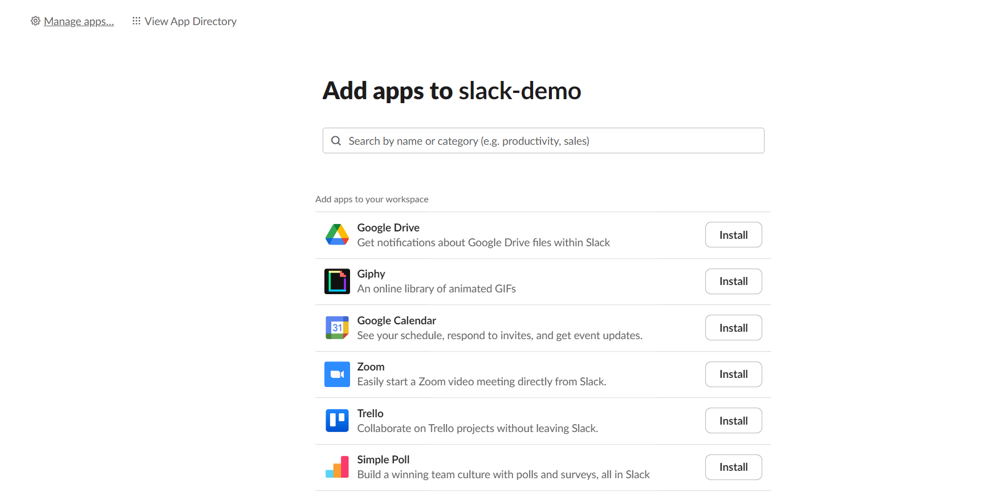 Manage apps...
View App Directory
Add apps to slack-demo
Search by name or category (e.g. productivity, sales)
Add apps to your workspace
Google Drive
Get notifications about Google Drive files within Slack
Install
Giphy
An online library of animated GIFs
Install
31
Google Calendar
See your schedule, respond to invites, and get event updates.
Install
Zoom
Easily start a Zoom video meeting directly from Slack.
Install
Trello
Collaborate on Trello projects without leaving Slack.
Install
Simple Poll
Build a winning team culture with polls and surveys, all in Slack
Install